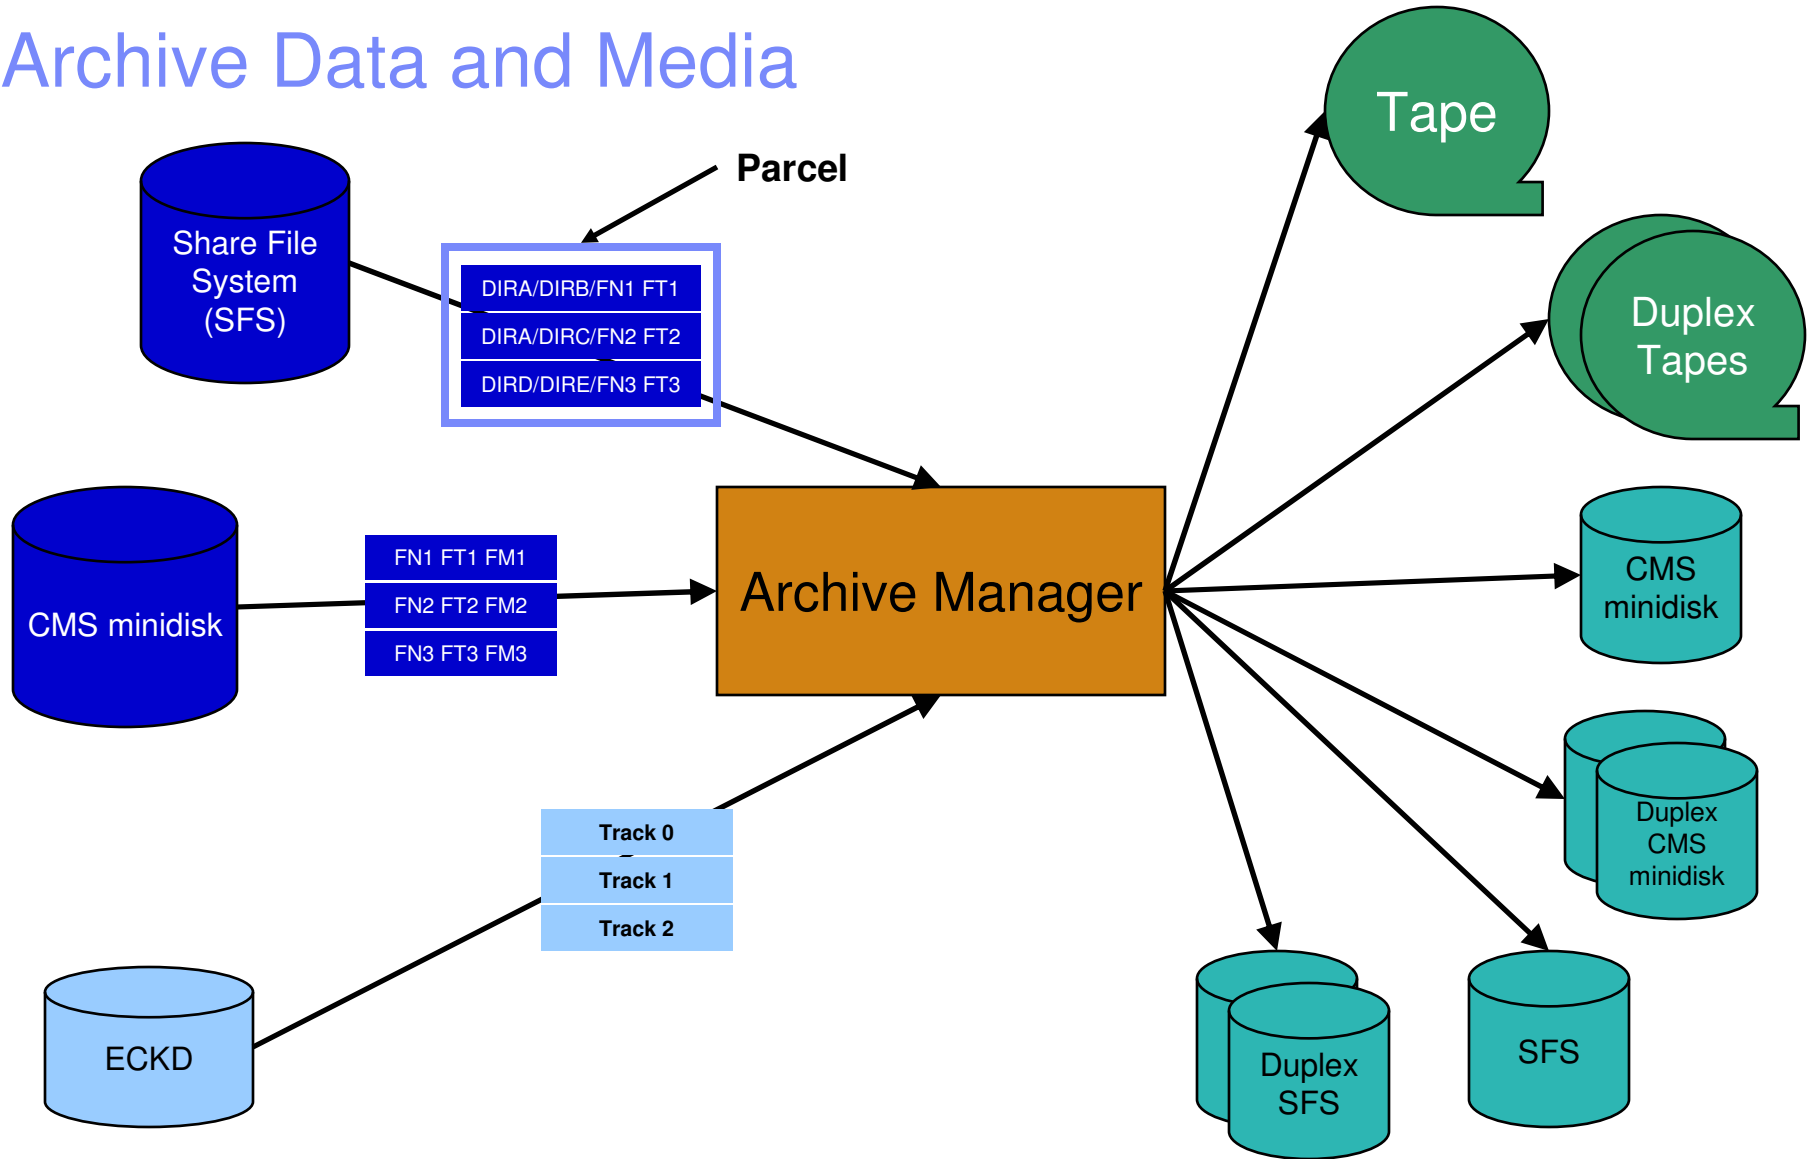 Archive Data and Media
Tape
Parcel
Share File
System
(SFS)
DIRA/DIRB/FN1 FT1
DIRA/DIRC/FN2 FT2
DIRD/DIRE/FN3 FT3
Duplex
Tapes
CMS minidisk
FN1 FT1 FM1
FN2 FT2 FM2
FN3 FT3 FM3
Archive Manager
CMS
minidisk
Duplex
CMS
minidisk
Track 0
Track 1
Track 2
ECKD
Duplex
SFS
SFS